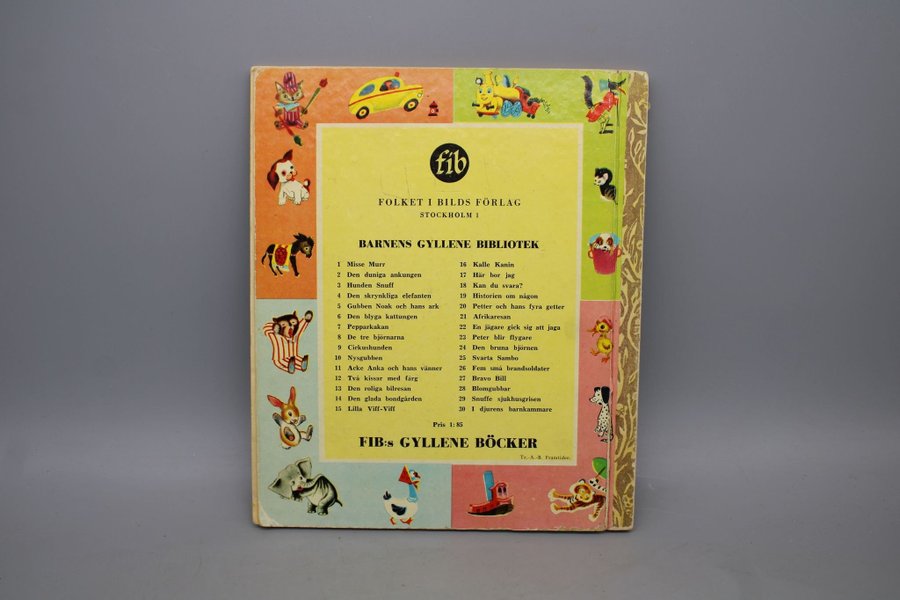 fib
FOLKET I BILDS FÖRLAG
STOCKHOLM 1
BARNENS GYLLENE BIBLIOTEK
1 Misse Murr
2 Den duniga ankungen
3 Hunden Snuff
4 Den skrynkliga elefanten
5 Gubben Noak och hans ark
6 Den blyga kattungen
7 Pepparkakan
8 De tre björnarna
9 Cirkushunden
10 Nysgubben
11 Acke Anka och hans vänner
12 Två kissar med färg
13 Den roliga bilresan
14 Den glada bondgården
15 Lilla Viff-Viff
16 Kalle Kanin
17 Här bor jag
18 Kan du svara?
19 Historien om någon
20 Petter och hans fyra getter
21 Afrikaresan
22 En jägare gick sig att jaga
23 Peter blir flygare
24 Den bruna björnen
25 Svarta Sambo
26 Fem små brandsoldater
27 Bravo Bill
28 Blomgubbar
29 Snuffe sjukhusgrisen
30 I djurens barnkammare
Pris 1:85
FIB:s GYLLENE BÖCKER
Tr.-A.-B. Framtiden.